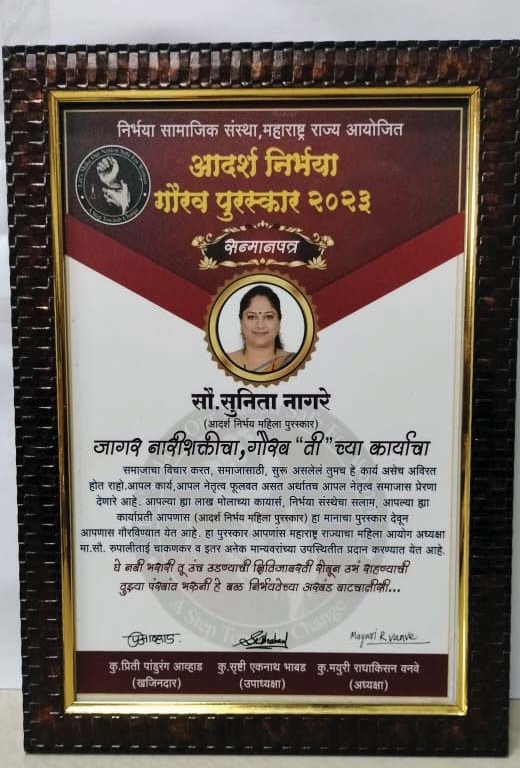 निर्भया सामाजिक संस्था,महाराष्ट्र राज्य आयोजित
आदर्श निर्भया
गौरव पुरस्कार २०२३
सन्मानपत्र
सौ.सुनिता नागरे
(आदर्श निर्भय महिला पुरस्कार)
जागर नारीशक्तीचा,गौरव "ती" च्या कार्याचा
समाजाचा विचार करत, समाजासाठी, सुरू असलेलं तुमच हे कार्य असेच अविरत
होत राहो.आपल कार्य,आपल नेतृत्व फूलवत असत अर्थातच आपल नेतृत्व समाजास प्रेरणा
देणारे आहे. आपल्या ह्या लाख मोलाच्या कायार्स, निर्भया संस्थेचा सलाम, आपल्या ह्या
कार्याप्रती आपणास (आदर्श निर्भय महिला पुरस्कार) हा मानाचा पुरस्कार देवून
आपणास गौरविण्यात येत आहे. हा पुरस्कार आपणांस महाराष्ट्र राज्याचा महिला आयोग अध्यक्षा
मा.सौ. रुपालीताई चाकणकर व इतर अनेक मान्यवरांच्या उपस्थितीत प्रदान करण्यात येत आहे.
घे नवी भरारी तू उंच उडण्याची क्षितिजावरती रोवून उभं राहण्याची
तुझ्या पंखांव भरुनी हे बळ निर्भयतेच्या अखंड वाटचालीसी...
A Step Towards Change
Mayuri R vanve
कु.प्रिती पांडुरंग आव्हाड
(खजिनदार)
कु.सृष्टी एकनाथ भाबड
(उपाध्यक्षा)
कु.मयुरी राधाकिसन वनवे
(अध्यक्षा)